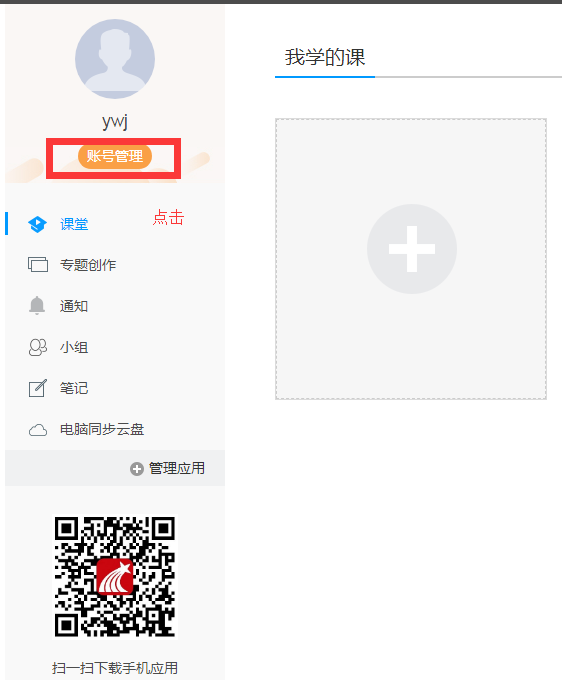 ywj
账号管理
点击
课堂
专题创作
通知
小组
笔记
电脑同步云盘
管理应用
扫一扫下载手机应用
我学的课